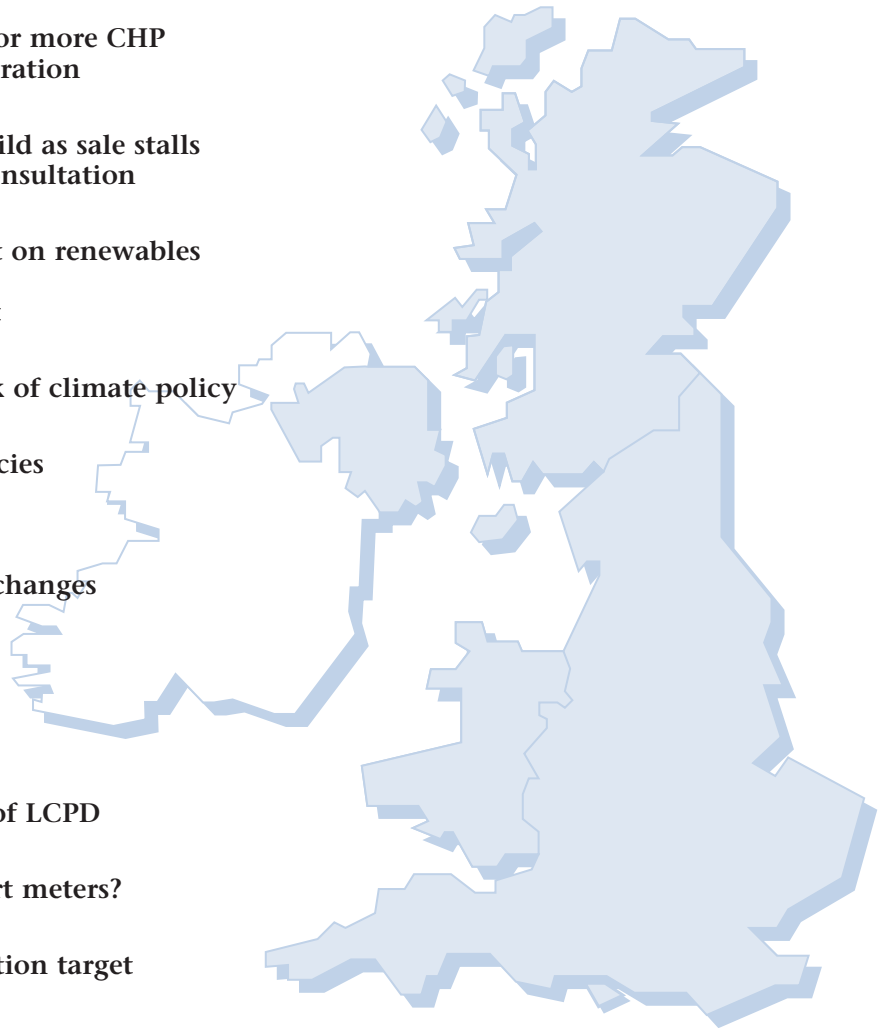 or more CHP
ration
ild as sale stalls
nsultation
on renewables
k of climate policy
cies
changes
of LCPD
rt meters?
tion target